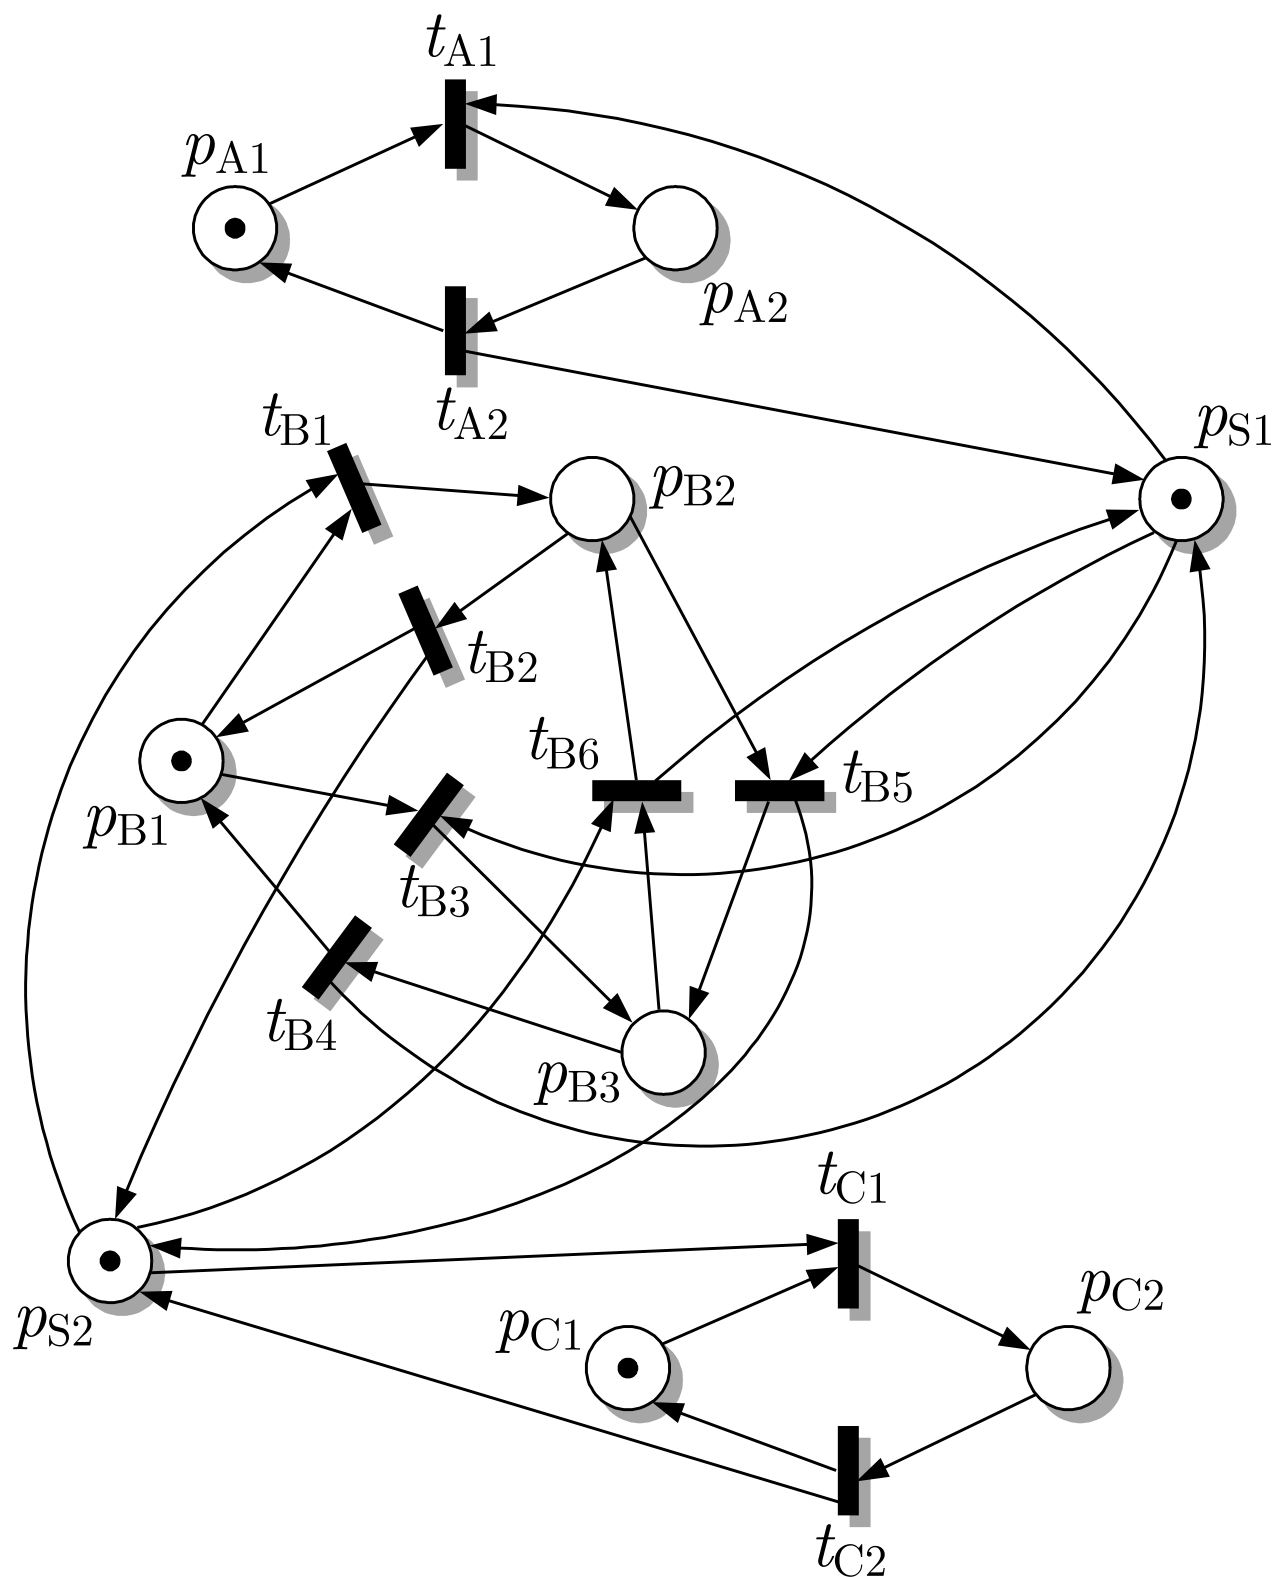 tA1
pA1
pA2
tA2
tB1
pS1
pB2
tB2
tB6
tB5
pB1
tB3
tB4
pB3
tC1
pC2
pC1
pS2
tC2